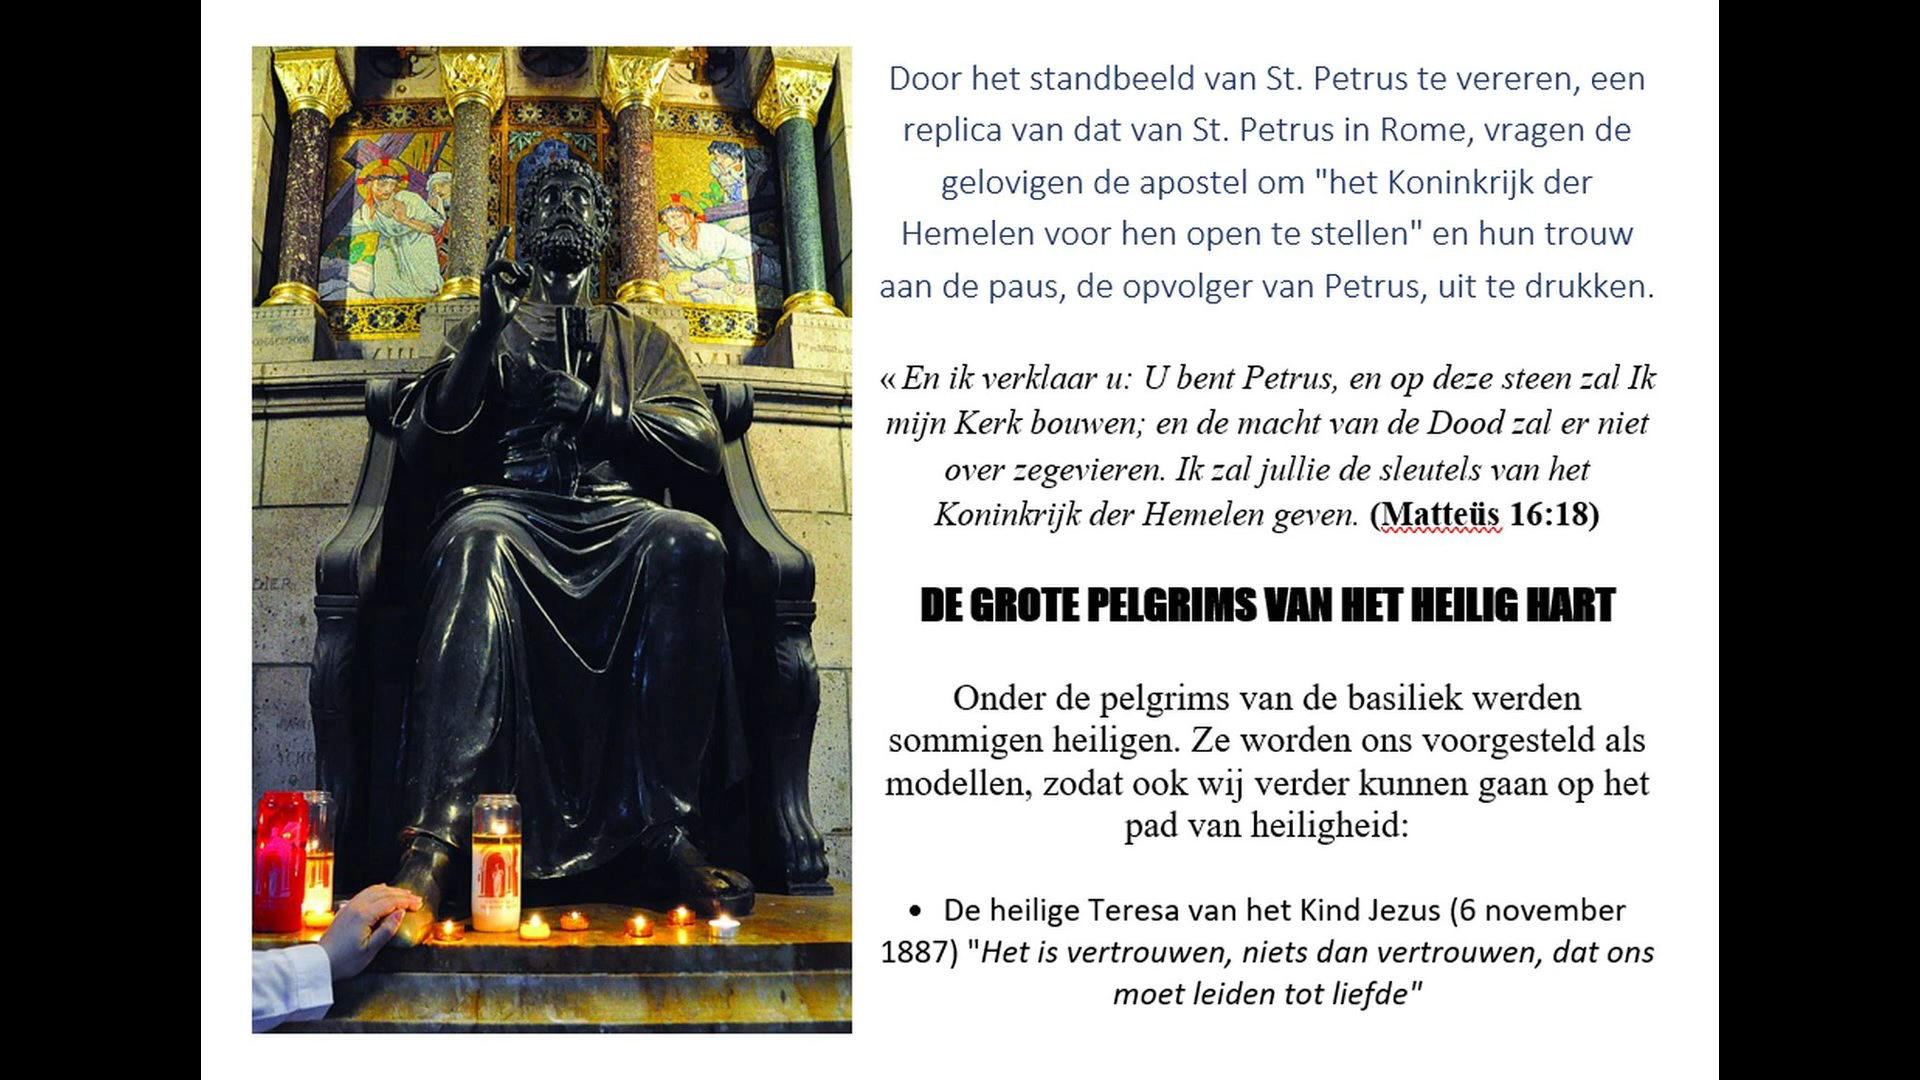 Door het standbeeld van St. Petrus te vereren, een
replica van dat van St. Petrus in Rome, vragen de
gelovigen de apostel om "het Koninkrijk der
Hemelen voor hen open te stellen" en hun trouw
aan de paus, de opvolger van Petrus, uit te drukken.
« En ik verklaar u: U bent Petrus, en op deze steen zal Ik
mijn Kerk bouwen; en de macht van de Dood zal er niet
over zegevieren. Ik zal jullie de sleutels van het
Koninkrijk der Hemelen geven. (Matteüs 16:18)
DE GROTE PELGRIMS VAN HET HEILIG HART
Onder de pelgrims van de basiliek werden
sommigen heiligen. Ze worden ons voorgesteld als
modellen, zodat ook wij verder kunnen gaan op het
pad van heiligheid:
• De heilige Teresa van het Kind Jezus (6 november
1887) "Het is vertrouwen, niets dan vertrouwen, dat ons
moet leiden tot liefde"